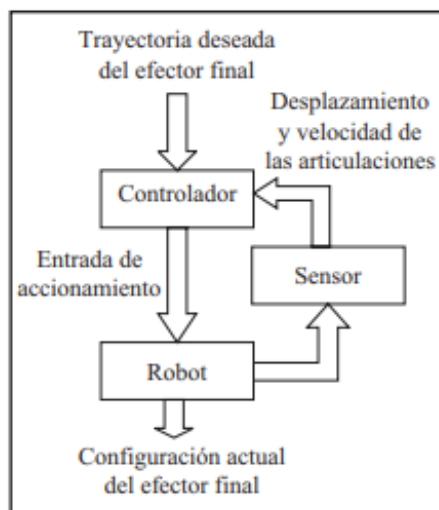 Trayectoria deseada
del efector final
Desplazamiento
y velocidad de
las articulaciones
Controlador
Entrada de
accionamiento
Sensor
Robot
Configuración actual
del efector final